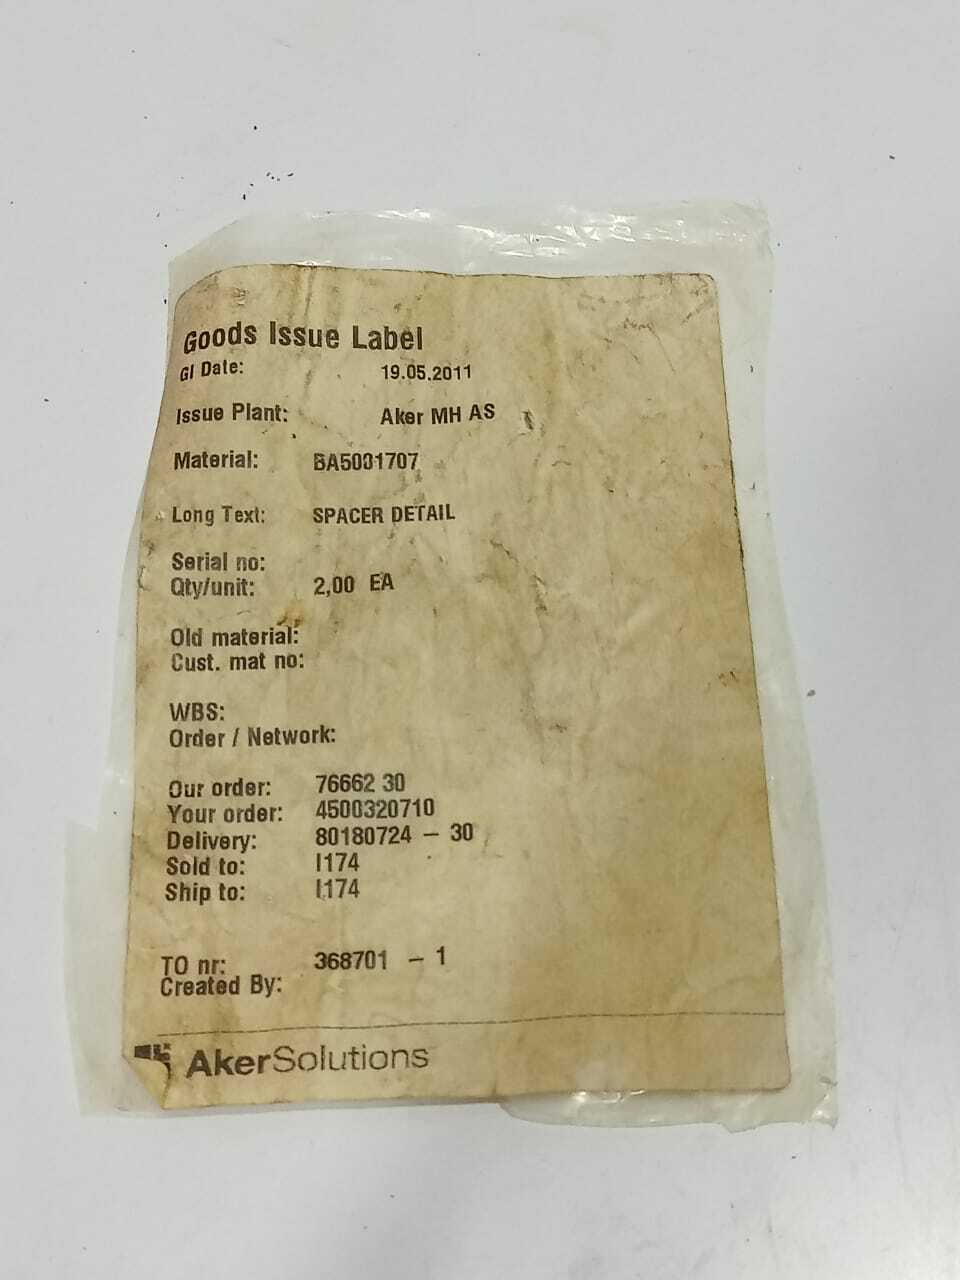 Goods Issue Label
GI Date: 19.05.2011
Issue Plant: Aker MH AS
Material: BA5001707
Long Text: SPACER DETAIL
Serial no:
Qty/unit: 2,00 EA
Old material:
Cust. mat no:
WBS:
Order / Network:
Our order: 76662 30
Your order: 4500320710
Delivery: 80180724 – 30
Sold to: I174
Ship to: I174
TO nr: 368701 – 1
Created By:
AkerSolutions